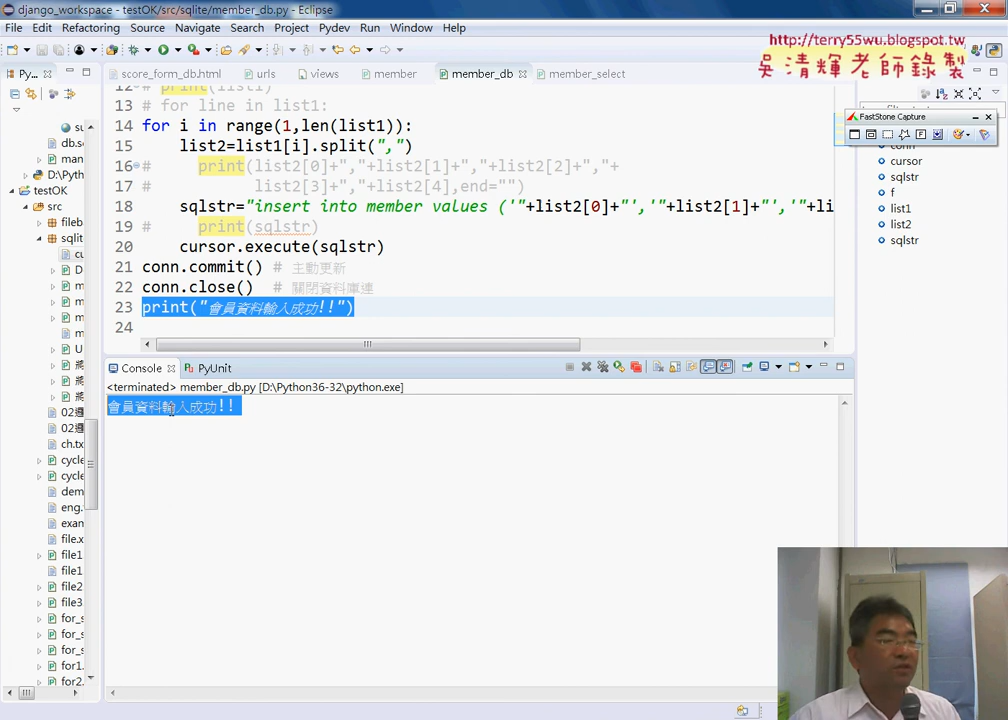 django_workspace - testOK/src/sqlite/member_db.py - Eclipse
File Edit Refactoring Source Navigate Search Project Pydev Run Window Help
http://terry55wu.blogspot.tw
吳清輝老師錄製
Py...
score_form_db.html
urls
views
member
member_db
member_select
FastStone Capture
12 # print(list1)
13 # for line in list1:
14 for i in range(1,len(list1)):
15 list2=list1[i].split(",")
16 # print(list2[0]+","+list2[1]+","+list2[2]+","+
17 # list2[3]+","+list2[4],end="")
18 sqlstr="insert into member values ('"+list2[0]+"','"+list2[1]+"','"+li
19 # print(sqlstr)
20 cursor.execute(sqlstr)
21 conn.commit() # 主動更新
22 conn.close() # 關閉資料庫連
23 print("會員資料輸入成功!!")
24
conn
cursor
sqlstr
f
list1
list2
sqlstr
su
db.s
man
D:\Pyth
testOK
src
fileb
sqlit
cu
D
m
m
m
m
U
將
將
將
02週
02週
ch.tx
cycle
cycle
dem
eng.
exan
file.x
file1
file1
file2
file3
for_s
for_s
for_s
for1.
for2.
Console
PyUnit
<terminated> member_db.py [D:\Python36-32\python.exe]
會員資料輸入成功!!